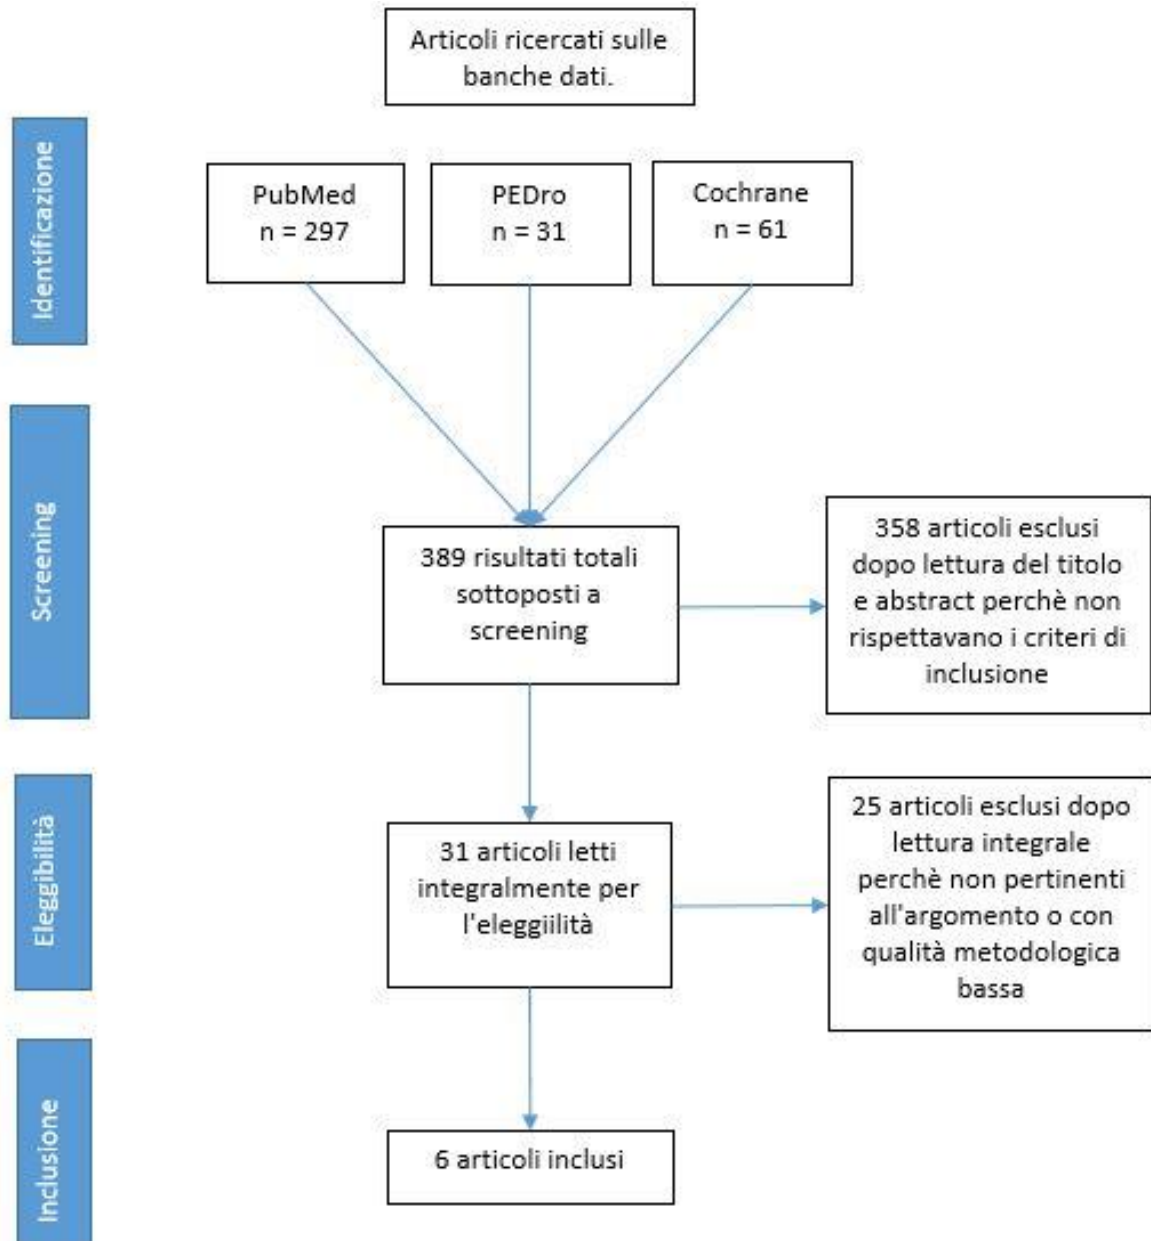 Articoli ricercati sulle
banche dati.
Identificazione
PubMed
n = 297
PEDro
n = 31
Cochrane
n = 61
Screening
389 risultati totali
sottoposti a
screening
358 articoli esclusi
dopo lettura del titolo
e abstract perchè non
rispettavano i criteri di
inclusione
Eleggibilità
31 articoli letti
integralmente per
l'eleggiilità
25 articoli esclusi dopo
lettura integrale
perchè non pertinenti
all'argomento o con
qualità metodologica
bassa
Inclusione
6 articoli inclusi